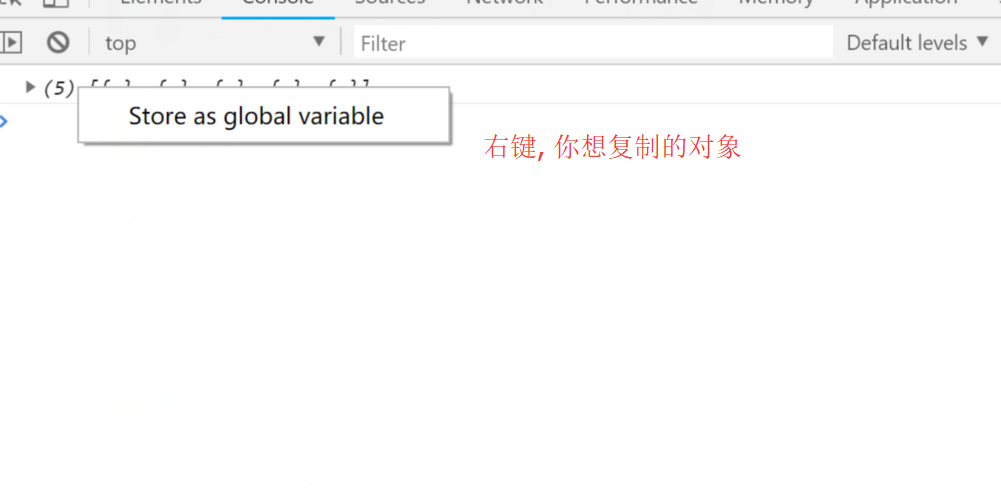 Elements Console Sources Network Performance Memory Application
top Filter Default levels
(5) [{…}, {…}, {…}, {…}, {…}]
Store as global variable
右键, 你想复制的对象